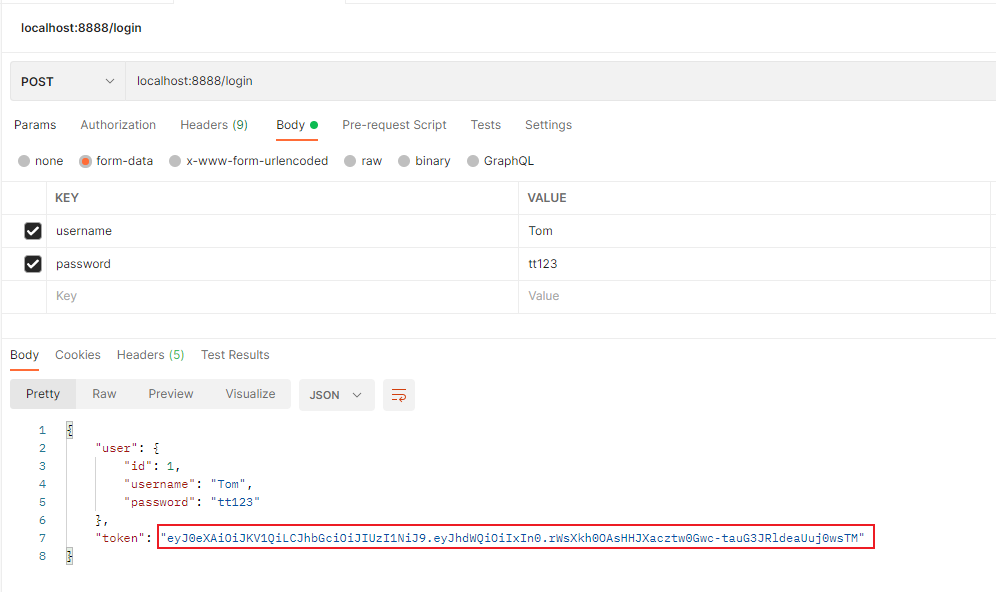 localhost:8888/login
POST localhost:8888/login
Params Authorization Headers (9) Body Pre-request Script Tests Settings
none form-data x-www-form-urlencoded raw binary GraphQL
KEY VALUE
username Tom
password tt123
Key Value
Body Cookies Headers (5) Test Results
Pretty Raw Preview Visualize JSON
1 {
2 "user": {
3 "id": 1,
4 "username": "Tom",
5 "password": "tt123"
6 },
7 "token": "eyJ0eXAiOiJKV1QiLCJhbGciOiJIUzI1NiJ9.eyJhdWQiOiIxIn0.rWsXkh0OAsHHJXacztw0Gwc-tauG3JRldeaUuj0wsTM"
8 }